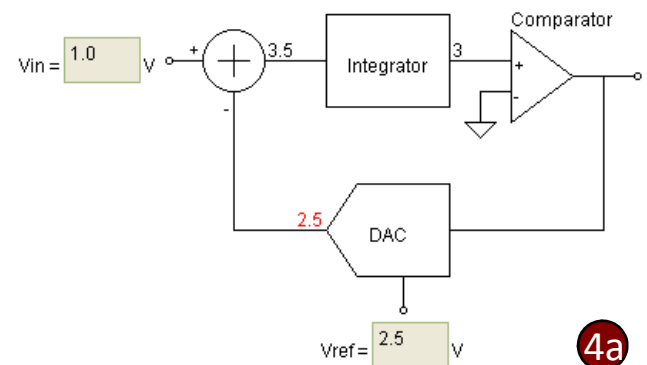 Comparator
Vin = 1.0 V + 3.5 Integrator 3 +
-
-
2.5 DAC
Vref = 2.5 V
4a